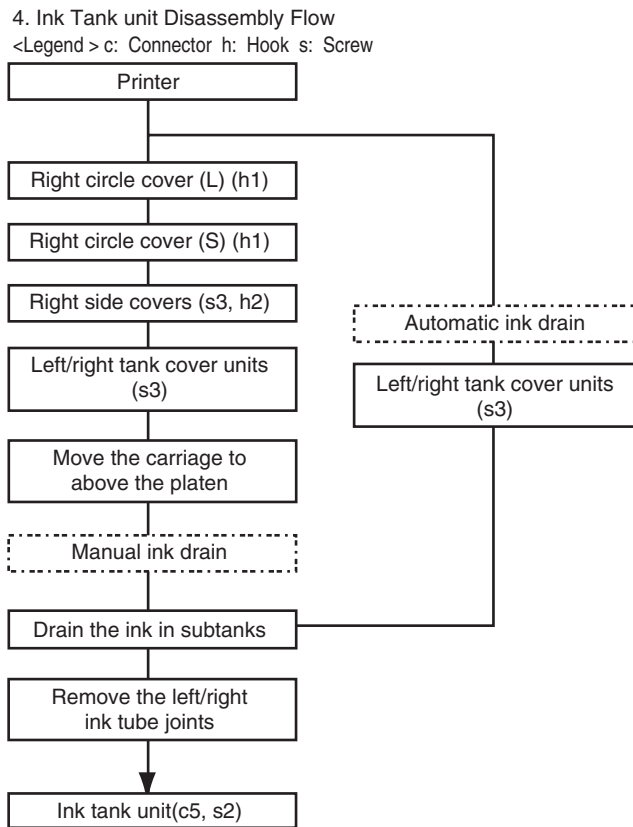 4. Ink Tank unit Disassembly Flow
<Legend > c: Connector h: Hook s: Screw
Printer
Right circle cover (L) (h1)
Right circle cover (S) (h1)
Right side covers (s3, h2)
Left/right tank cover units
(s3)
Move the carriage to
above the platen
Manual ink drain
Automatic ink drain
Left/right tank cover units
(s3)
Drain the ink in subtanks
Remove the left/right
ink tube joints
Ink tank unit(c5, s2)